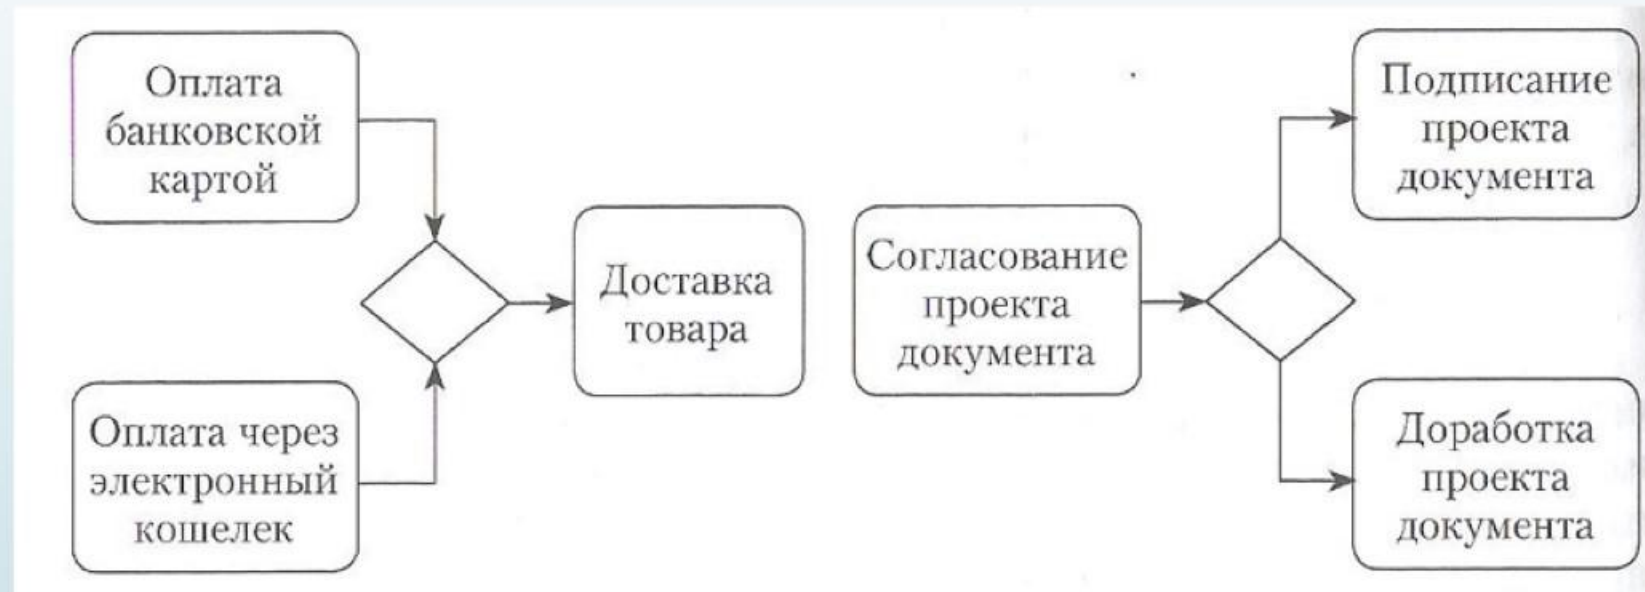 Оплата
банковской
картой
Оплата через
электронный
кошелек
Доставка
товара
Согласование
проекта
документа
Подписание
проекта
документа
Доработка
проекта
документа